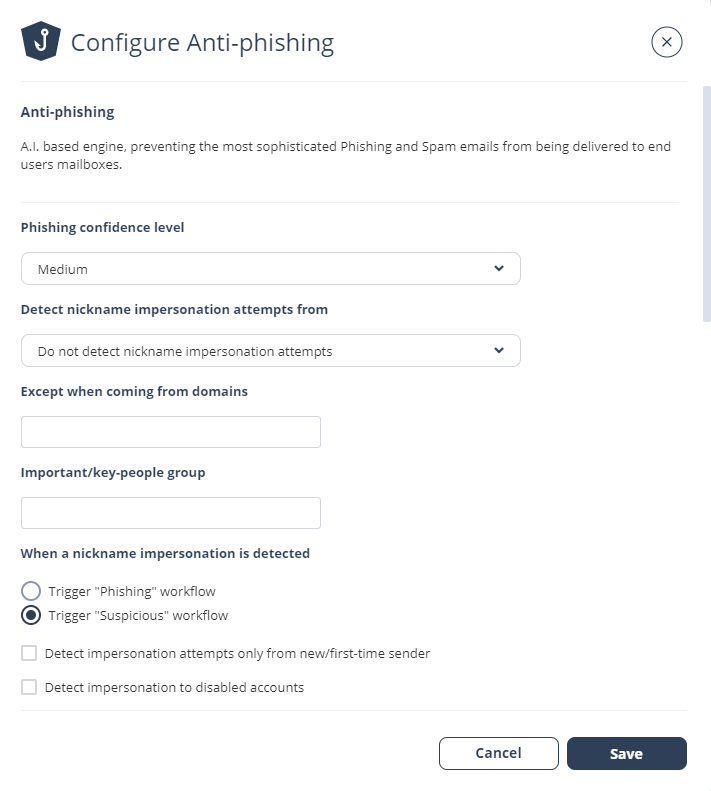 Configure Anti-phishing
Anti-phishing
A.I. based engine, preventing the most sophisticated Phishing and Spam emails from being delivered to end
users mailboxes.
Phishing confidence level
Medium
Detect nickname impersonation attempts from
Do not detect nickname impersonation attempts
Except when coming from domains
Important/key-people group
When a nickname impersonation is detected
Trigger "Phishing" workflow
Trigger "Suspicious" workflow
Detect impersonation attempts only from new/first-time sender
Detect impersonation to disabled accounts
Cancel
Save